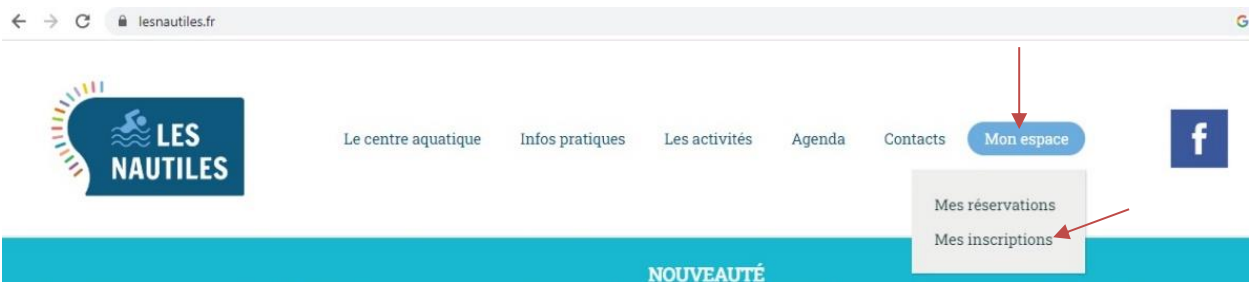 lesnautiles.fr
G
LES
NAUTILES
Le centre aquatique Infos pratiques Les activités Agenda Contacts Mon espace
f
Mes réservations
Mes inscriptions
NOUVEAUTÉ